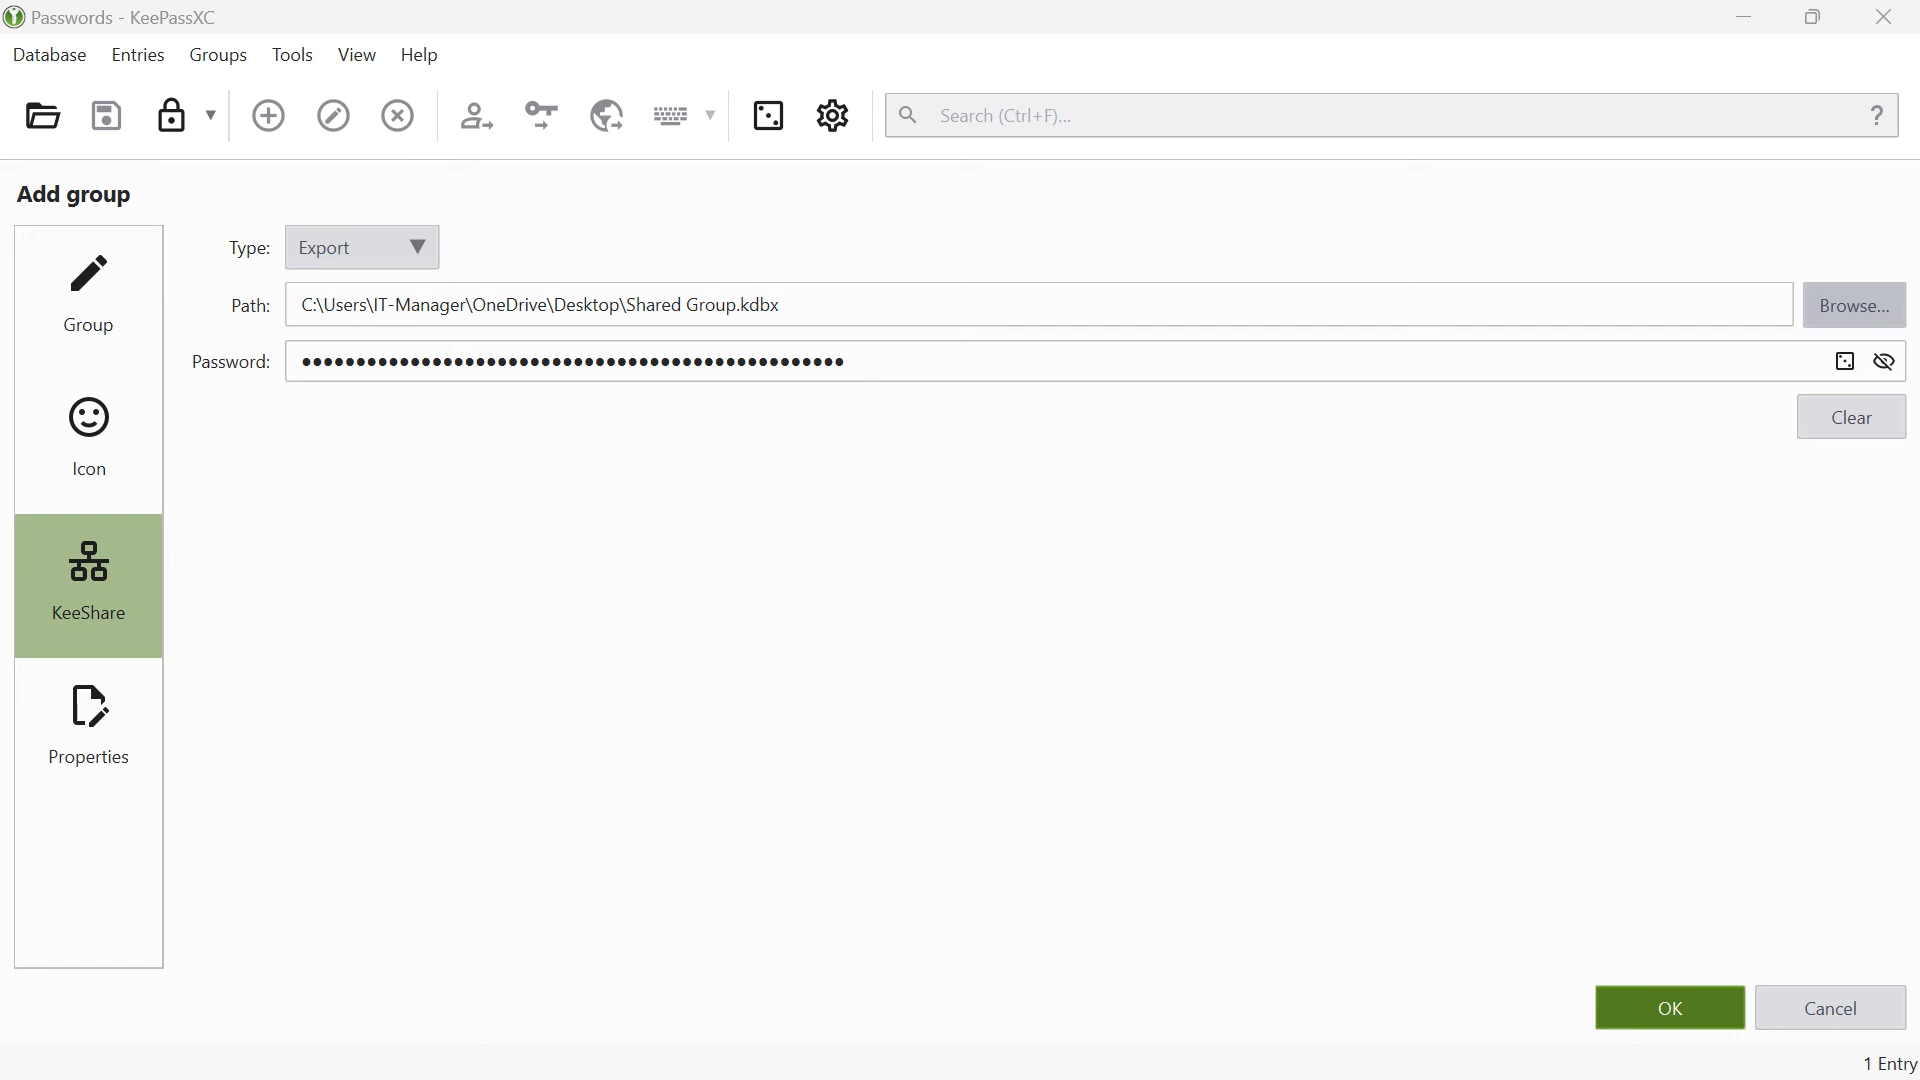 Passwords - KeePassXC
Database Entries Groups Tools View Help
Search (Ctrl+F)... ?
Add group
Group
Icon
KeeShare
Properties
Type: Export
Path: C:\Users\IT-Manager\OneDrive\Desktop\Shared Group.kdbx Browse...
Password: ●●●●●●●●●●●●●●●●●●●●●●●●●●●●●●●●●●●●●●●●●●●●●●●●●●
Clear
OK Cancel
1 Entry